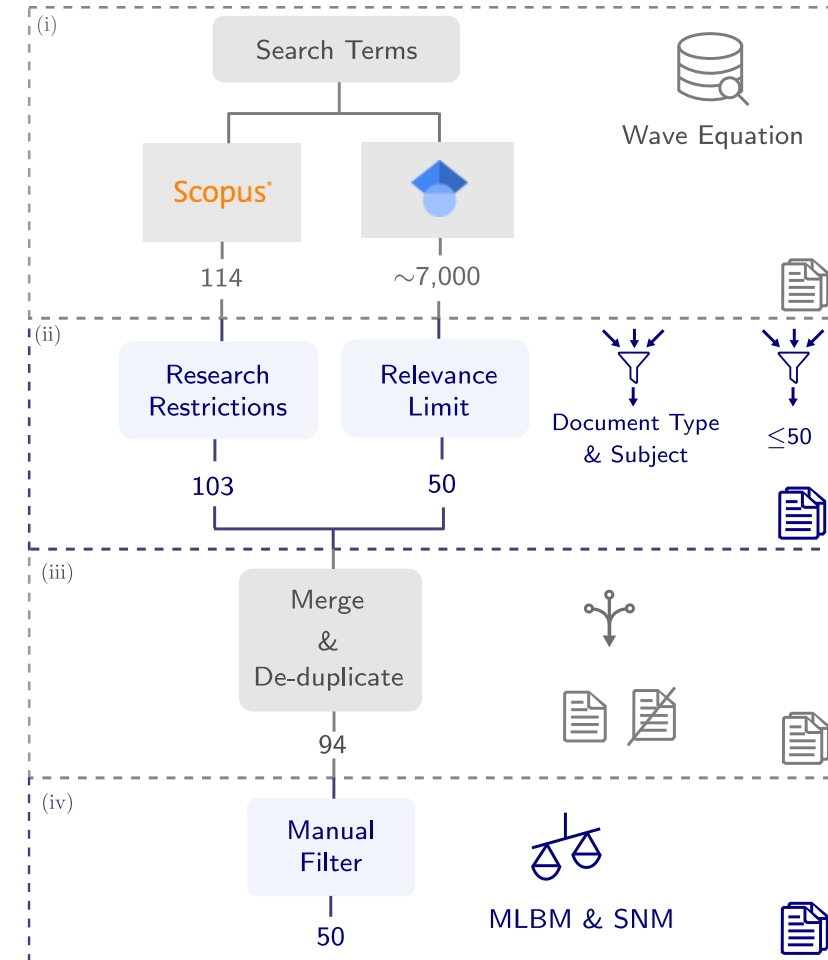 (i)
Search Terms
Wave Equation
Scopus®
114
~7,000
(ii)
Research
Restrictions
Relevance
Limit
Document Type
& Subject
≤50
103
50
(iii)
Merge
&
De-duplicate
94
(iv)
Manual
Filter
MLBM & SNM
50